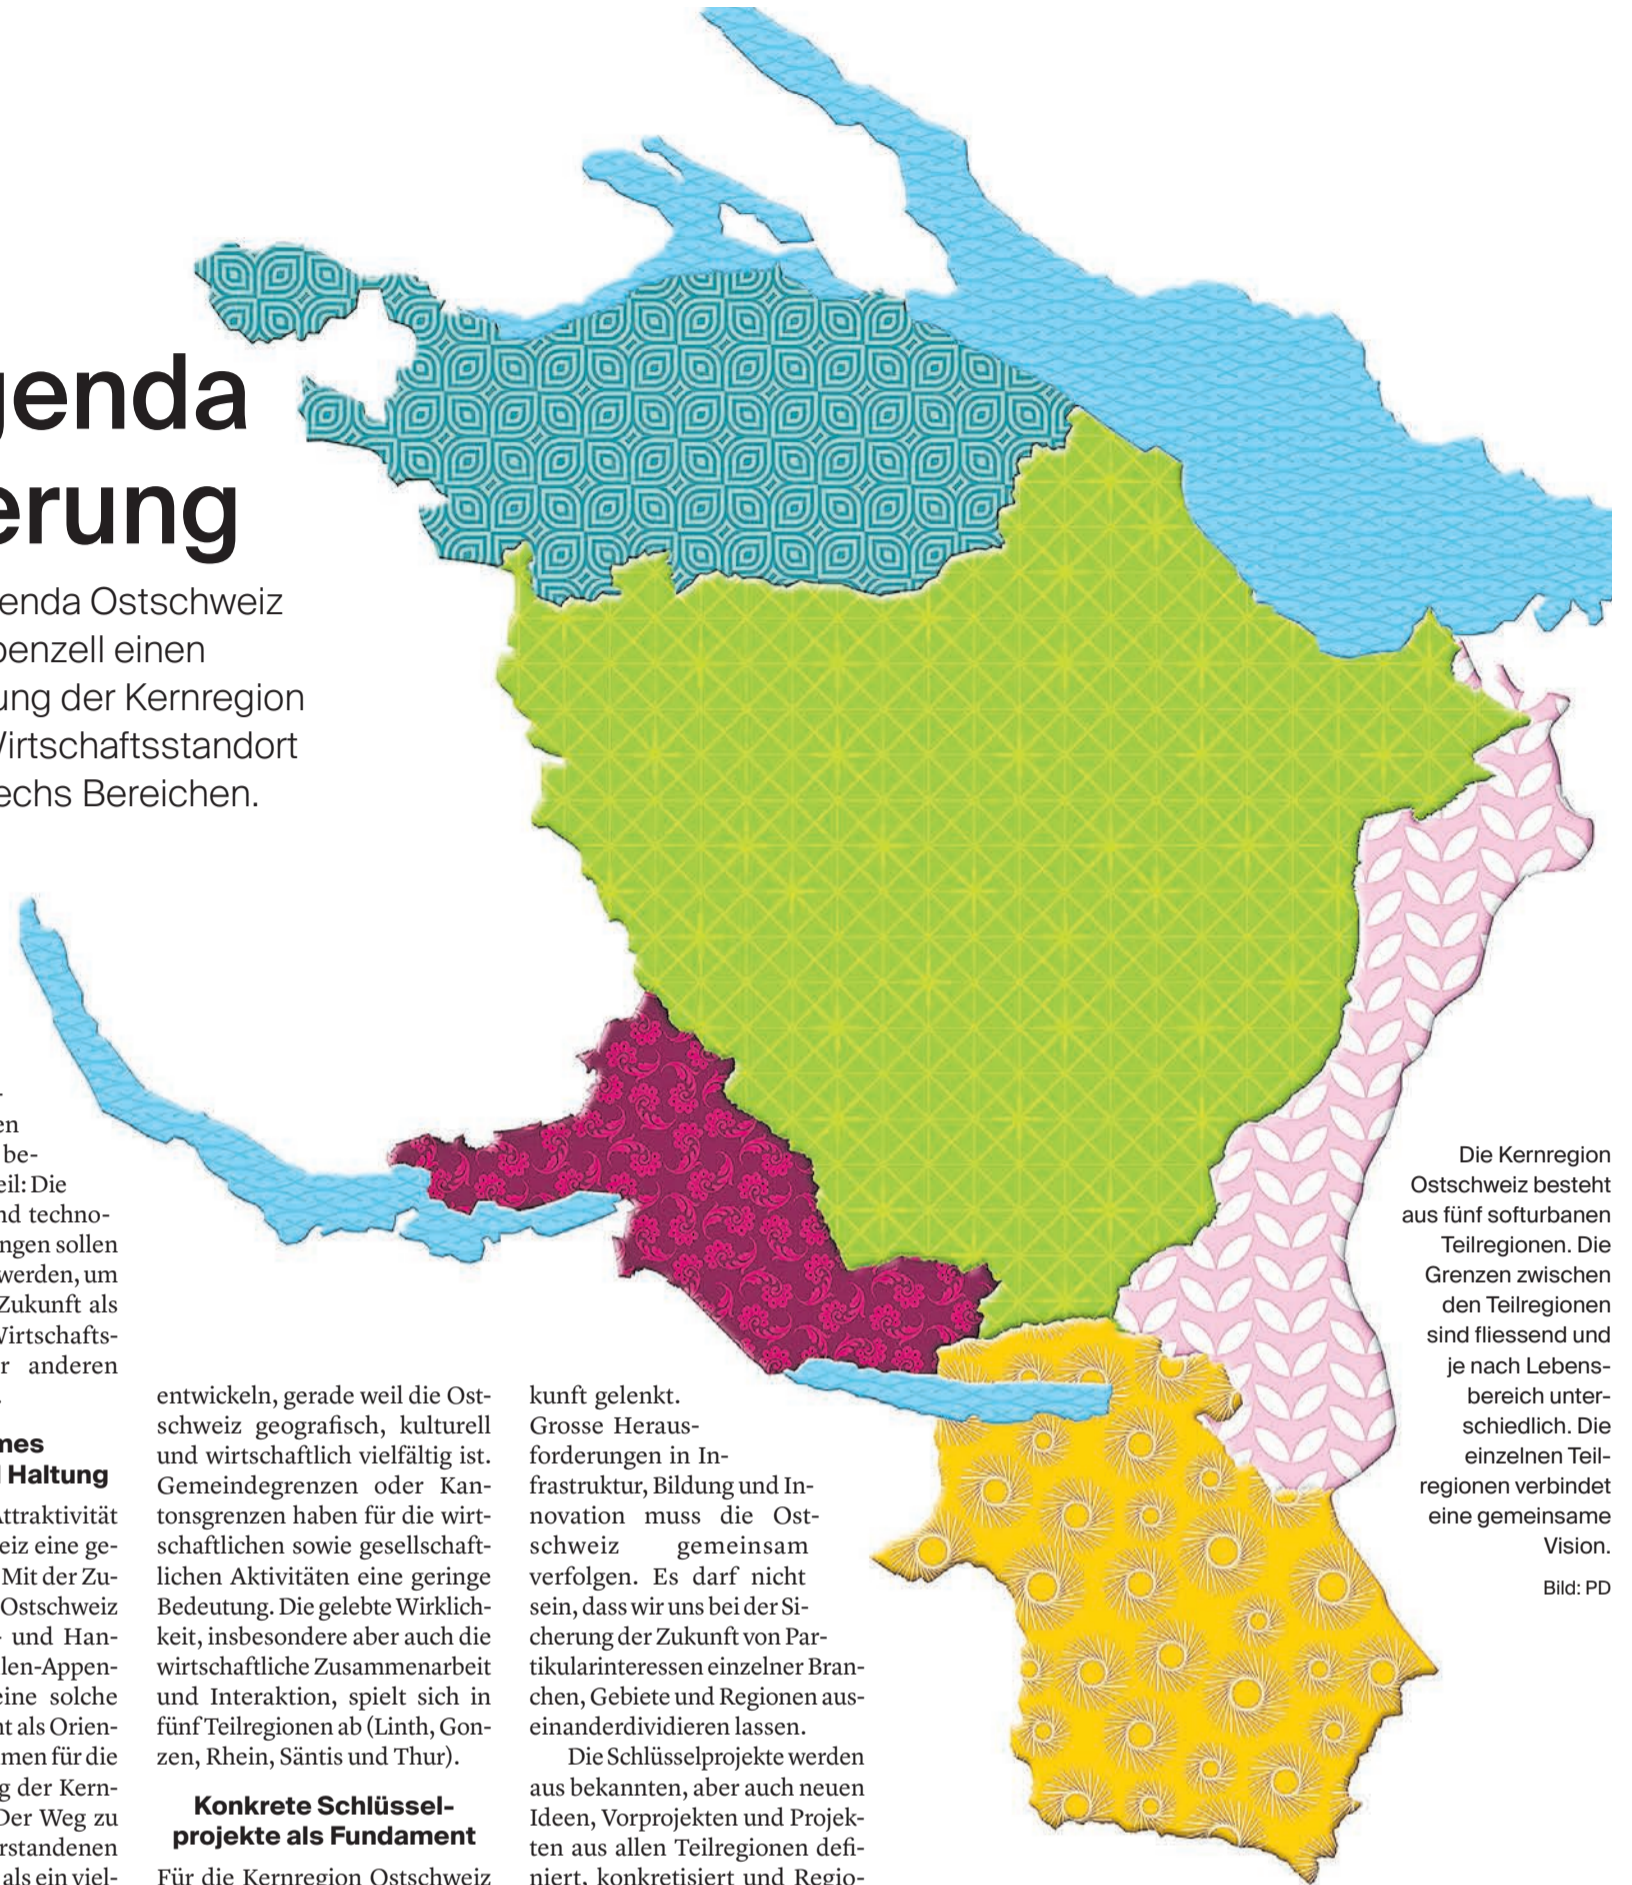 genda
erung
enda Ostschweiz
penzell einen
ung der Kernregion
Wirtschaftsstandort
echs Bereichen.
-
en
be-
eil: Die
nd techno-
ngen sollen
werden, um
Zukunft als
Wirtschafts-
r anderen
.
mes
Haltung
Attraktivität
eiz eine ge-
Mit der Zu-
Ostschweiz
- und Han-
len-Appen-
eine solche
nt als Orien-
men für die
g der Kern-
Der Weg zu
rstandenen
als ein viel-
entwickeln, gerade weil die Ost-
schweiz geografisch, kulturell
und wirtschaftlich vielfältig ist.
Gemeindegrenzen oder Kan-
tonsgrenzen haben für die wirt-
schaftlichen sowie gesellschaft-
lichen Aktivitäten eine geringe
Bedeutung. Die gelebte Wirklich-
keit, insbesondere aber auch die
wirtschaftliche Zusammenarbeit
und Interaktion, spielt sich in
fünf Teilregionen ab (Linth, Gon-
zen, Rhein, Säntis und Thur).
Konkrete Schlüssel-
projekte als Fundament
Für die Kernregion Ostschweiz
kunft gelenkt.
Grosse Heraus-
forderungen in In-
frastruktur, Bildung und In-
novation muss die Ost-
schweiz gemeinsam
verfolgen. Es darf nicht
sein, dass wir uns bei der Si-
cherung der Zukunft von Par-
tikularinteressen einzelner Bran-
chen, Gebiete und Regionen aus-
einanderdividieren lassen.
Die Schlüsselprojekte werden
aus bekannten, aber auch neuen
Ideen, Vorprojekten und Projek-
ten aus allen Teilregionen defi-
niert, konkretisiert und Regio-
Die Kernregion
Ostschweiz besteht
aus fünf softurbanen
Teilregionen. Die
Grenzen zwischen
den Teilregionen
sind fliessend und
je nach Lebens-
bereich unter-
schiedlich. Die
einzelnen Teil-
regionen verbindet
eine gemeinsame
Vision.
Bild: PD